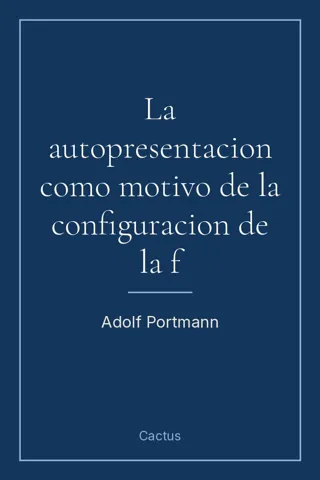 La
autopresentacion
como motivo de la
configuracion de
la f
Adolf Portmann
Cactus